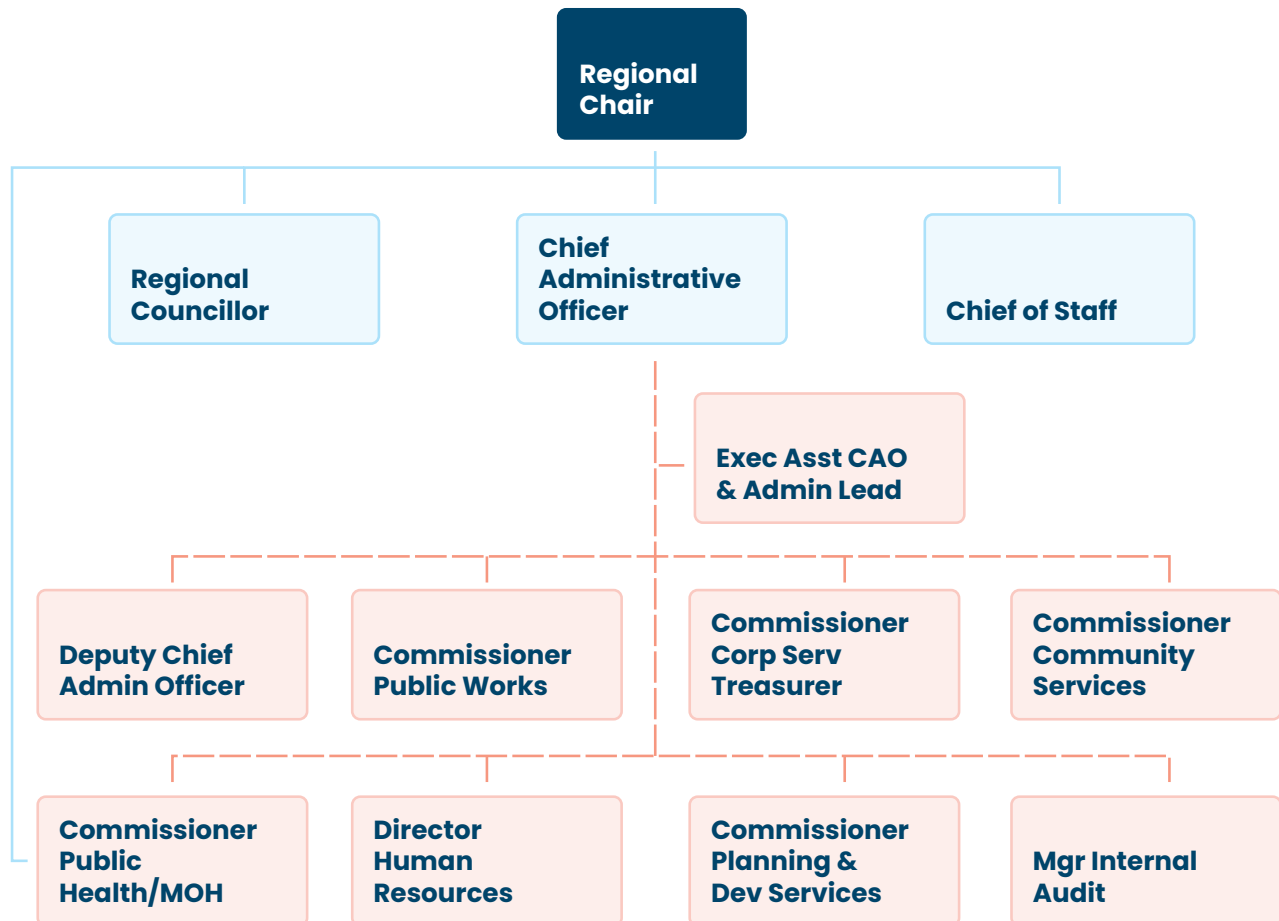 Regional
Chair
Regional
Councillor
Chief
Administrative
Officer
Chief of Staff
Exec Asst CAO
& Admin Lead
Deputy Chief
Admin Officer
Commissioner
Public Works
Commissioner
Corp Serv
Treasurer
Commissioner
Community
Services
Commissioner
Public
Health/MOH
Director
Human
Resources
Commissioner
Planning &
Dev Services
Mgr Internal
Audit